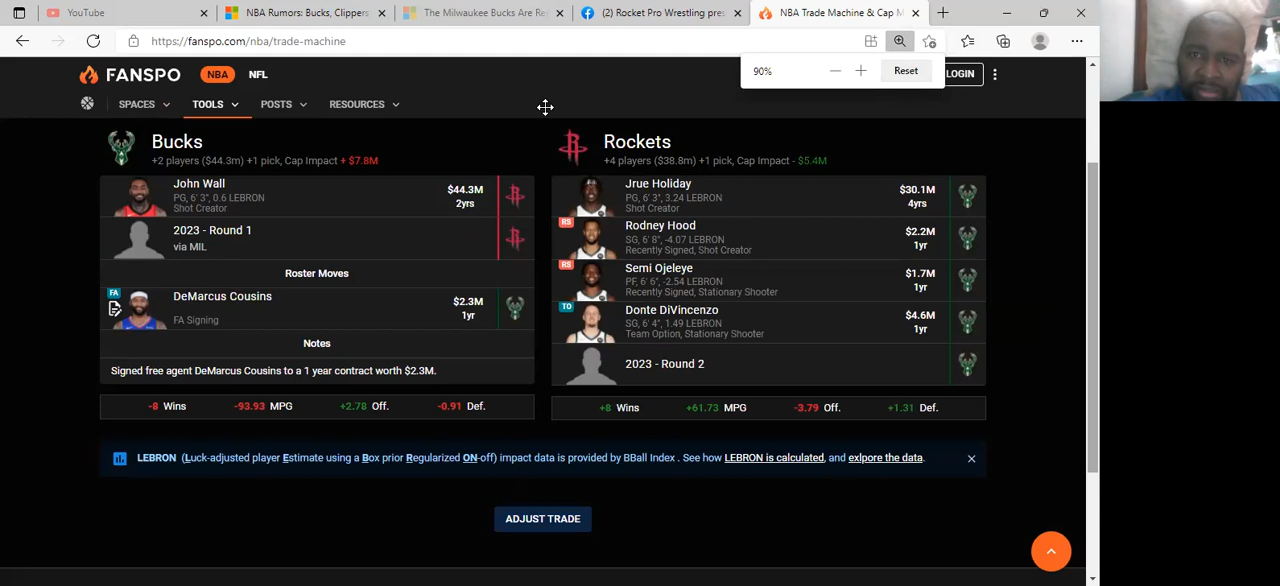 YouTube
NBA Rumors: Bucks, Clippers
The Milwaukee Bucks Are Re
(2) Rocket Pro Wrestling pres
NBA Trade Machine & Cap M
https://fanspo.com/nba/trade-machine
90%
Reset
FANSPO
NBA
NFL
LOGIN
SPACES
TOOLS
POSTS
RESOURCES
Bucks
+2 players ($44.3m) +1 pick, Cap Impact + $7.8M
John Wall
PG, 6' 3", 0.6 LEBRON
Shot Creator
$44.3M
2yrs
2023 - Round 1
via MIL
Roster Moves
FA
DeMarcus Cousins
FA Signing
$2.3M
1yr
Notes
Signed free agent DeMarcus Cousins to a 1 year contract worth $2.3M.
-8 Wins -93.93 MPG +2.78 Off. -0.91 Def.
Rockets
+4 players ($38.8m) +1 pick, Cap Impact - $5.4M
Jrue Holiday
PG, 6' 3", 3.24 LEBRON
Shot Creator
$30.1M
4yrs
RS
Rodney Hood
SG, 6' 8", -4.07 LEBRON
Recently Signed, Shot Creator
$2.2M
1yr
RS
Semi Ojeleye
PF, 6' 6", -2.54 LEBRON
Recently Signed, Stationary Shooter
$1.7M
1yr
TO
Donte DiVincenzo
SG, 6' 4", 1.49 LEBRON
Team Option, Stationary Shooter
$4.6M
1yr
2023 - Round 2
+8 Wins +61.73 MPG -3.79 Off. +1.31 Def.
LEBRON (Luck-adjusted player Estimate using a Box prior Regularized ON-off) impact data is provided by BBall Index . See how LEBRON is calculated, and exlpore the data.
ADJUST TRADE